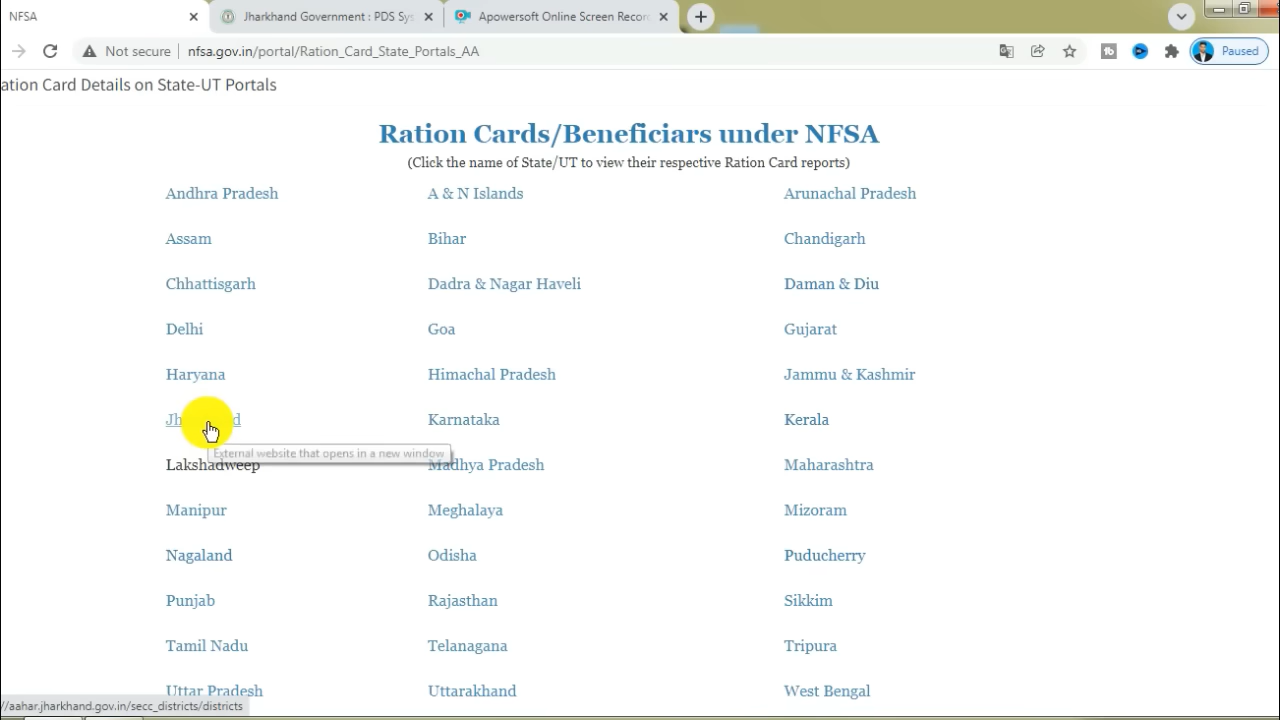 NFSA
Jharkhand Government : PDS Sys
Apowersoft Online Screen Recor
Not secure
nfsa.gov.in/portal/Ration_Card_State_Portals_AA
Paused
ation Card Details on State-UT Portals
Ration Cards/Beneficiars under NFSA
(Click the name of State/UT to view their respective Ration Card reports)
Andhra Pradesh A & N Islands Arunachal Pradesh
Assam Bihar Chandigarh
Chhattisgarh Dadra & Nagar Haveli Daman & Diu
Delhi Goa Gujarat
Haryana Himachal Pradesh Jammu & Kashmir
Karnataka Kerala
External website that opens in a new window
Lakshadweep Madhya Pradesh Maharashtra
Manipur Meghalaya Mizoram
Nagaland Odisha Puducherry
Punjab Rajasthan Sikkim
Tamil Nadu Telanagana Tripura
Uttar Pradesh Uttarakhand West Bengal
//aahar.jharkhand.gov.in/secc_districts/districts